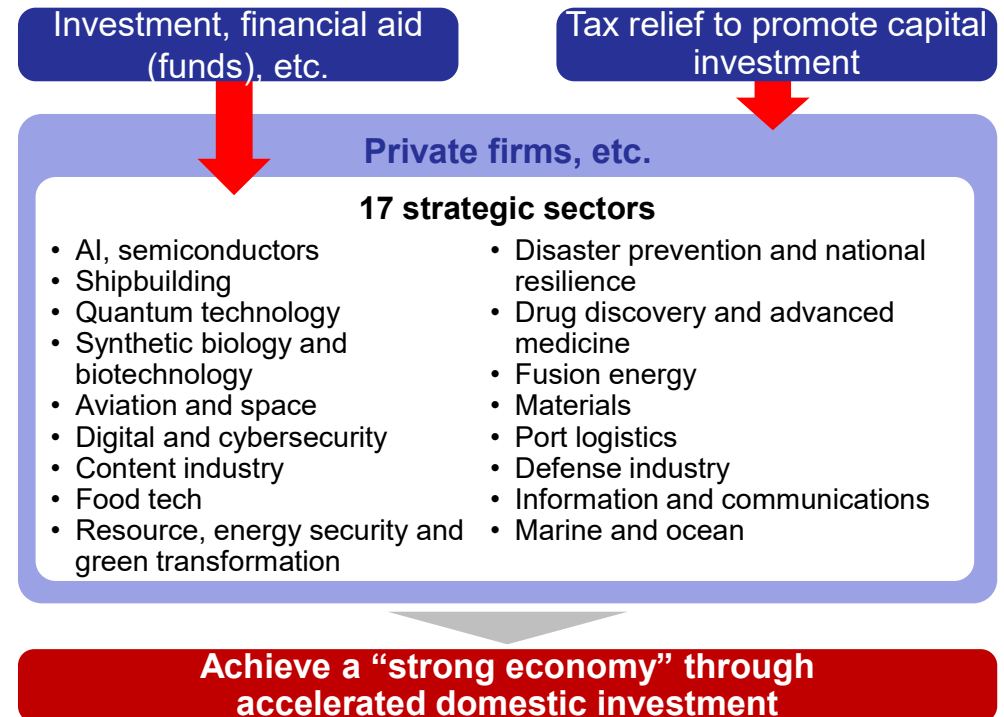 Investment, financial aid
(funds), etc.
Tax relief to promote capital
investment
Private firms, etc.
17 strategic sectors
• AI, semiconductors
• Shipbuilding
• Quantum technology
• Synthetic biology and
biotechnology
• Aviation and space
• Digital and cybersecurity
• Content industry
• Food tech
• Resource, energy security and
green transformation
• Disaster prevention and national
resilience
• Drug discovery and advanced
medicine
• Fusion energy
• Materials
• Port logistics
• Defense industry
• Information and communications
• Marine and ocean
Achieve a “strong economy” through
accelerated domestic investment